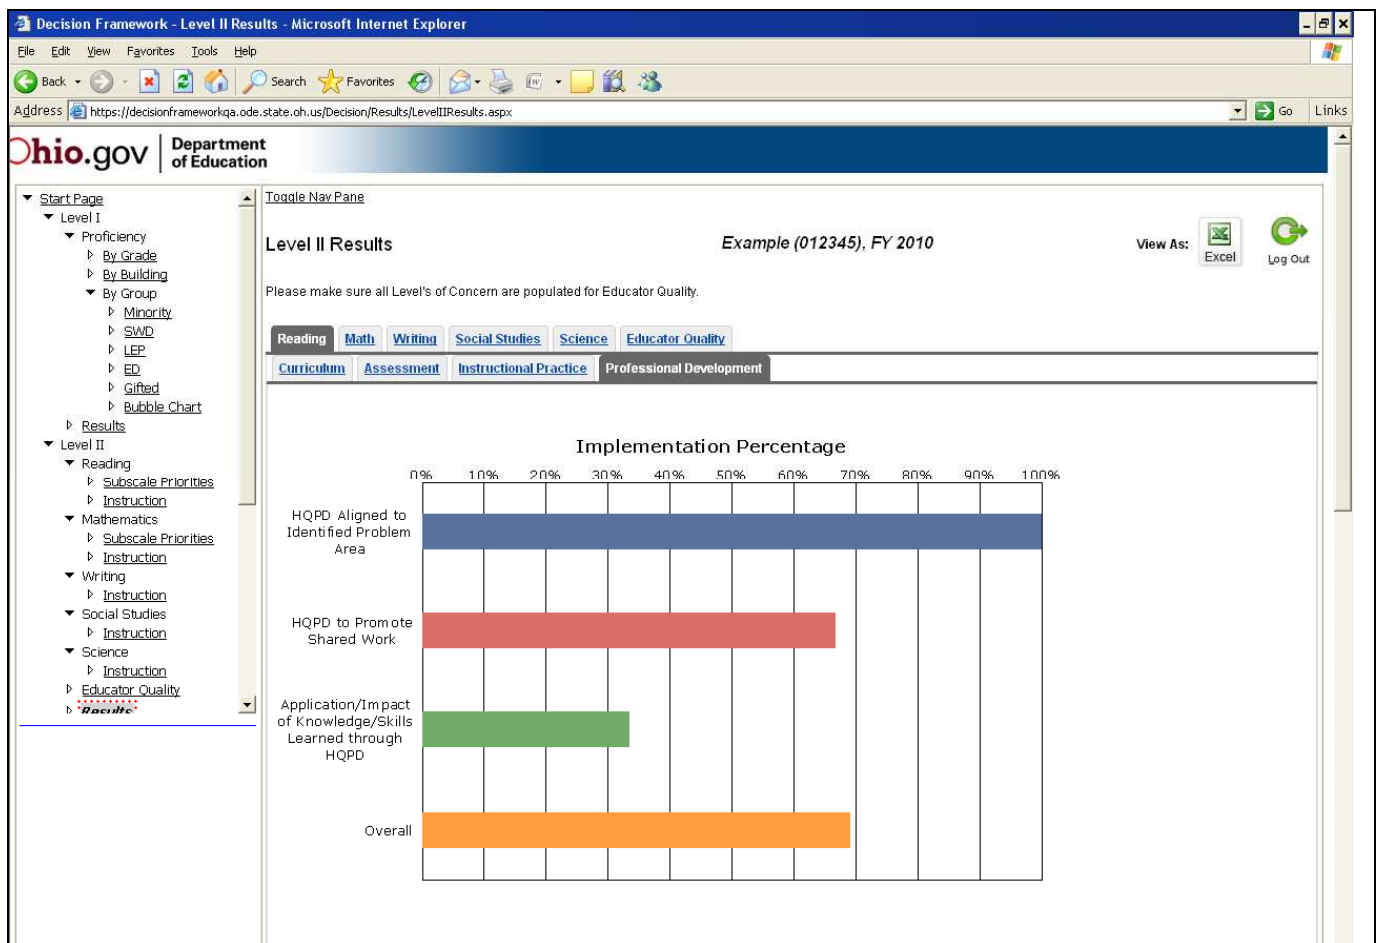 Decision Framework - Level II Results - Microsoft Internet Explorer
File Edit View Favorites Tools Help
Back Search Favorites
Address https://decisionframeworkqa.ode.state.oh.us/Decision/Results/LevelIIResults.aspx Go Links
Ohio.gov Department
of Education
Start Page
Level I
Proficiency
By Grade
By Building
By Group
Minority
SWD
LEP
ED
Gifted
Bubble Chart
Results
Level II
Reading
Subscale Priorities
Instruction
Mathematics
Subscale Priorities
Instruction
Writing
Instruction
Social Studies
Instruction
Science
Instruction
Educator Quality
Results
Toggle Nav Pane
Level II Results Example (012345), FY 2010 View As: Excel Log Out
Please make sure all Level's of Concern are populated for Educator Quality.
Reading Math Writing Social Studies Science Educator Quality
Curriculum Assessment Instructional Practice Professional Development
Implementation Percentage
0% 10% 20% 30% 40% 50% 60% 70% 80% 90% 100%
HQPD Aligned to
Identified Problem
Area
HQPD to Promote
Shared Work
Application/Impact
of Knowledge/Skills
Learned through
HQPD
Overall